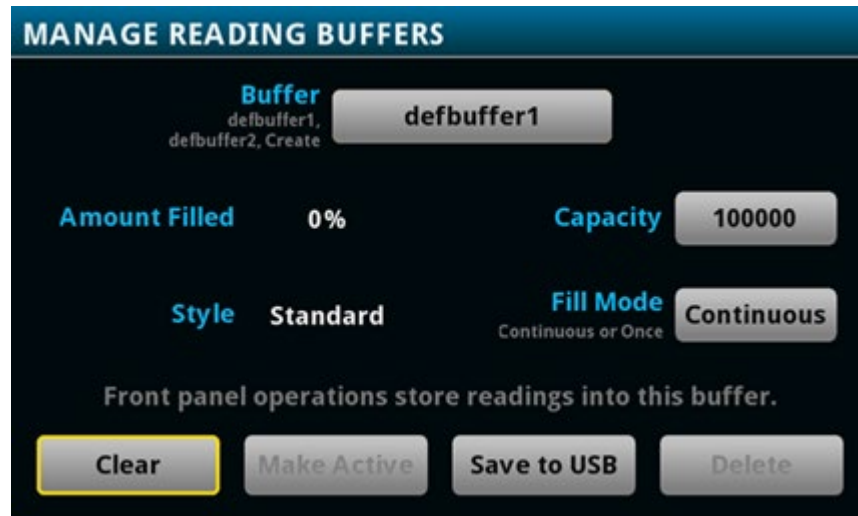 MANAGE READING BUFFERS
Buffer
defbuffer1,
defbuffer2, Create
defbuffer1
Amount Filled
0%
Capacity
100000
Style
Standard
Fill Mode
Continuous or Once
Continuous
Front panel operations store readings into this buffer.
Clear
Make Active
Save to USB
Delete